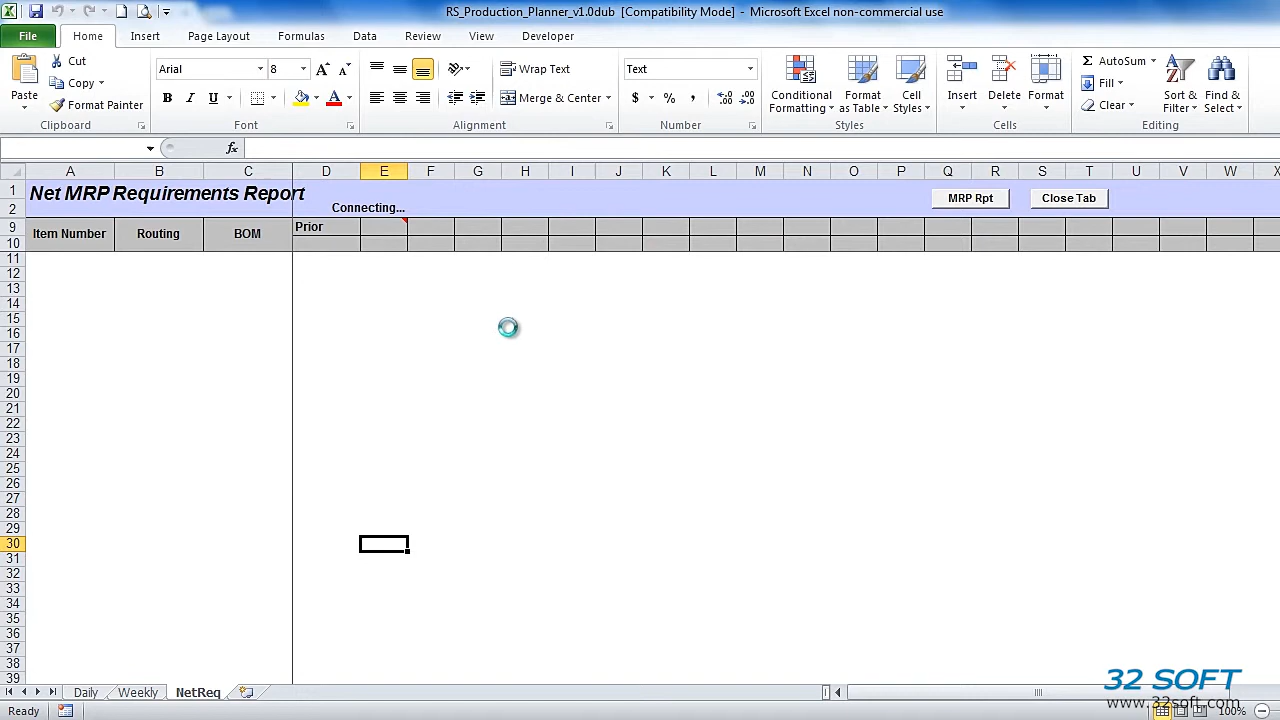 RS_Production_Planner_v1.0dub [Compatibility Mode] - Microsoft Excel non-commercial use
File Home Insert Page Layout Formulas Data Review View Developer
Paste
Cut
Copy
Format Painter
Clipboard
Arial 8
B I U
Font
Wrap Text
Merge & Center
Alignment
Text
$ % ,
Number
Conditional Formatting
Format as Table
Cell Styles
Styles
Insert Delete Format
Cells
AutoSum
Fill
Clear
Sort & Filter
Find & Select
Editing
fx
A B C D E F G H I J K L M N O P Q R S T U V W X
1 Net MRP Requirements Report MRP Rpt Close Tab
2 Connecting...
9 Item Number Routing BOM Prior
10
11
12
13
14
15
16
17
18
19
20
21
22
23
24
25
26
27
28
29
30
31
32
33
34
35
36
37
38
39
32 SOFT
www.32soft.com
Daily Weekly NetReq
Ready 100%